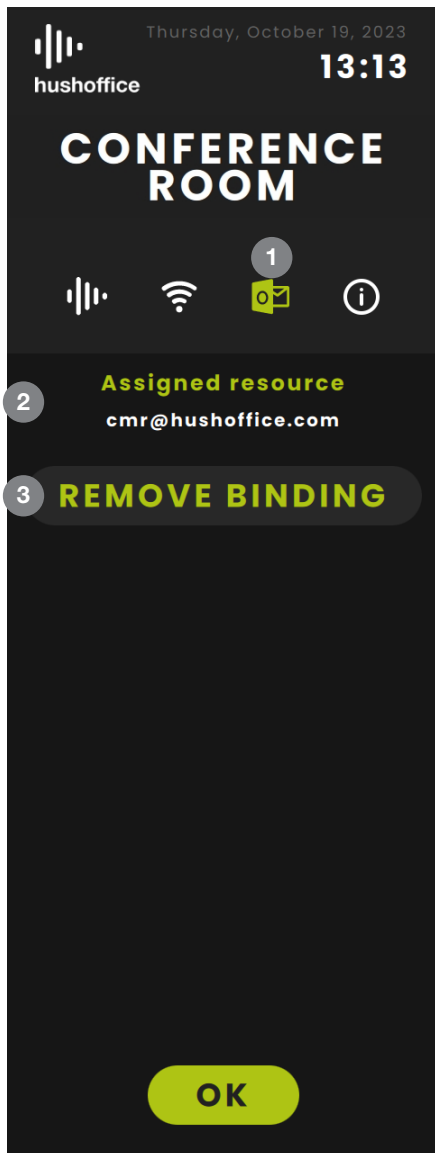 Thursday, October 19, 2023
13:13
hushoffice
CONFERENCE
ROOM
1
O
i
2
Assigned resource
cmr@hushoffice.com
3
REMOVE BINDING
OK